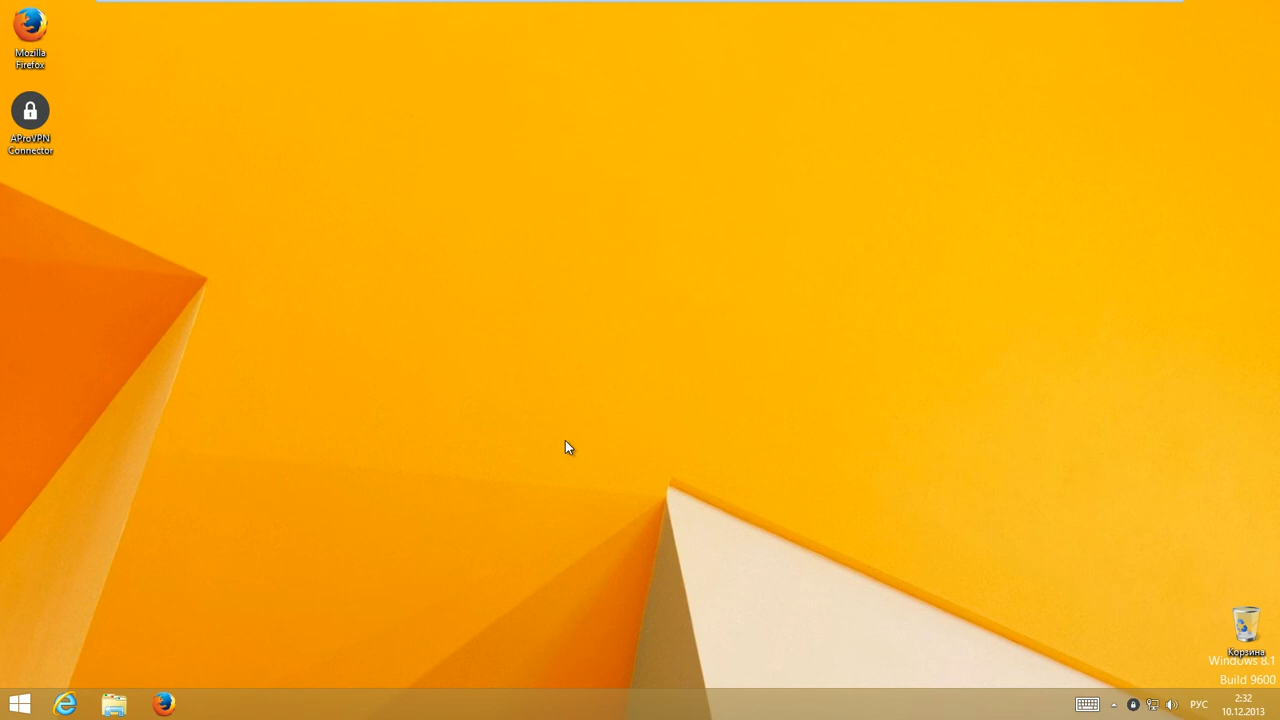 Mozilla
Firefox
AProVPN
Connector
Корзина
Windows 8.1
Build 9600
РУС
2:32
10.12.2013